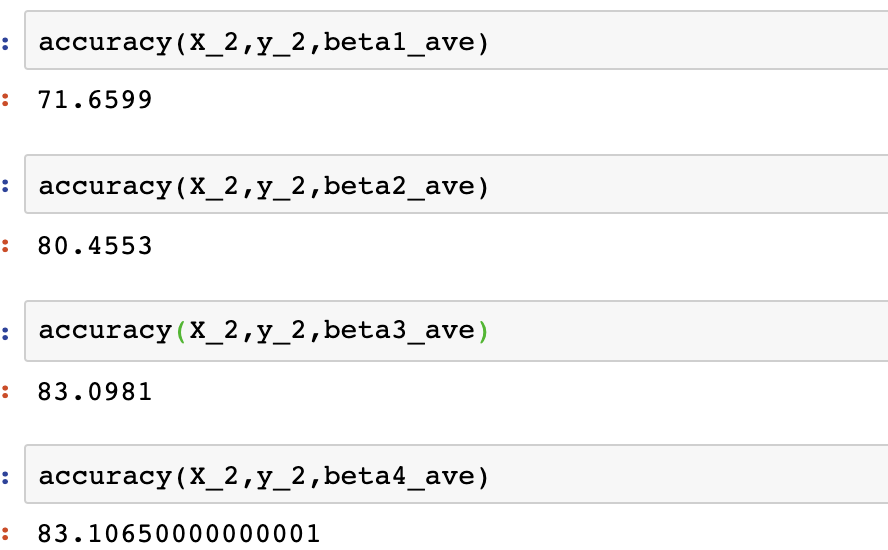 : accuracy(X_2,y_2,beta1_ave)
: 71.6599
: accuracy(X_2,y_2,beta2_ave)
: 80.4553
: accuracy(X_2,y_2,beta3_ave)
: 83.0981
: accuracy(X_2,y_2,beta4_ave)
: 83.10650000000001